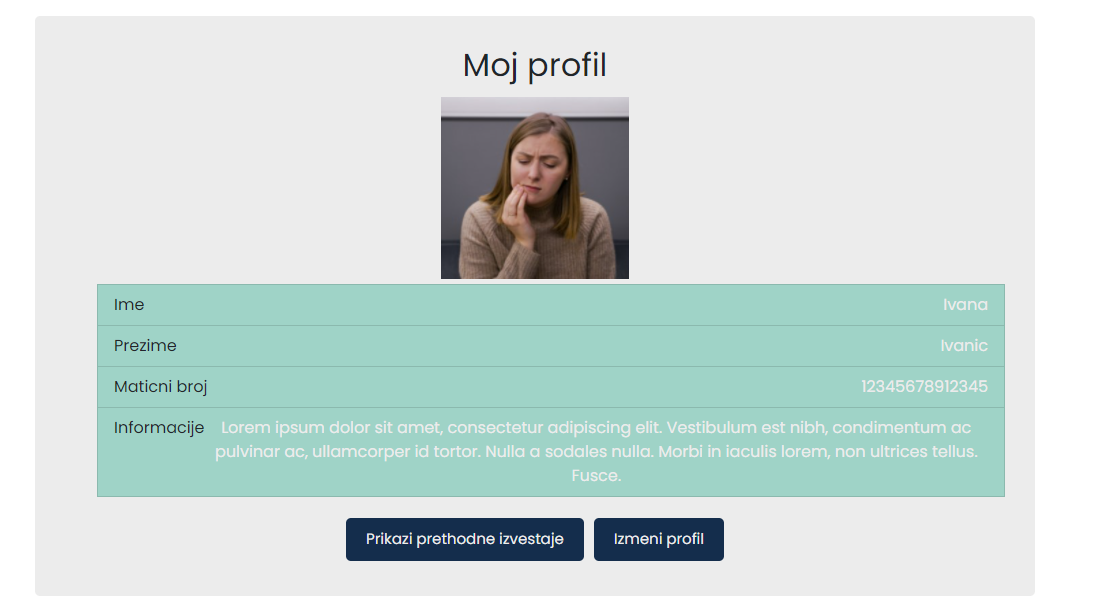 Moj profil
Ime Ivana
Prezime Ivanic
Maticni broj 12345678912345
Informacije Lorem ipsum dolor sit amet, consectetur adipiscing elit. Vestibulum est nibh, condimentum ac
pulvinar ac, ullamcorper id tortor. Nulla a sodales nulla. Morbi in iaculis lorem, non ultrices tellus.
Fusce.
Prikazi prethodne izvestaje Izmeni profil